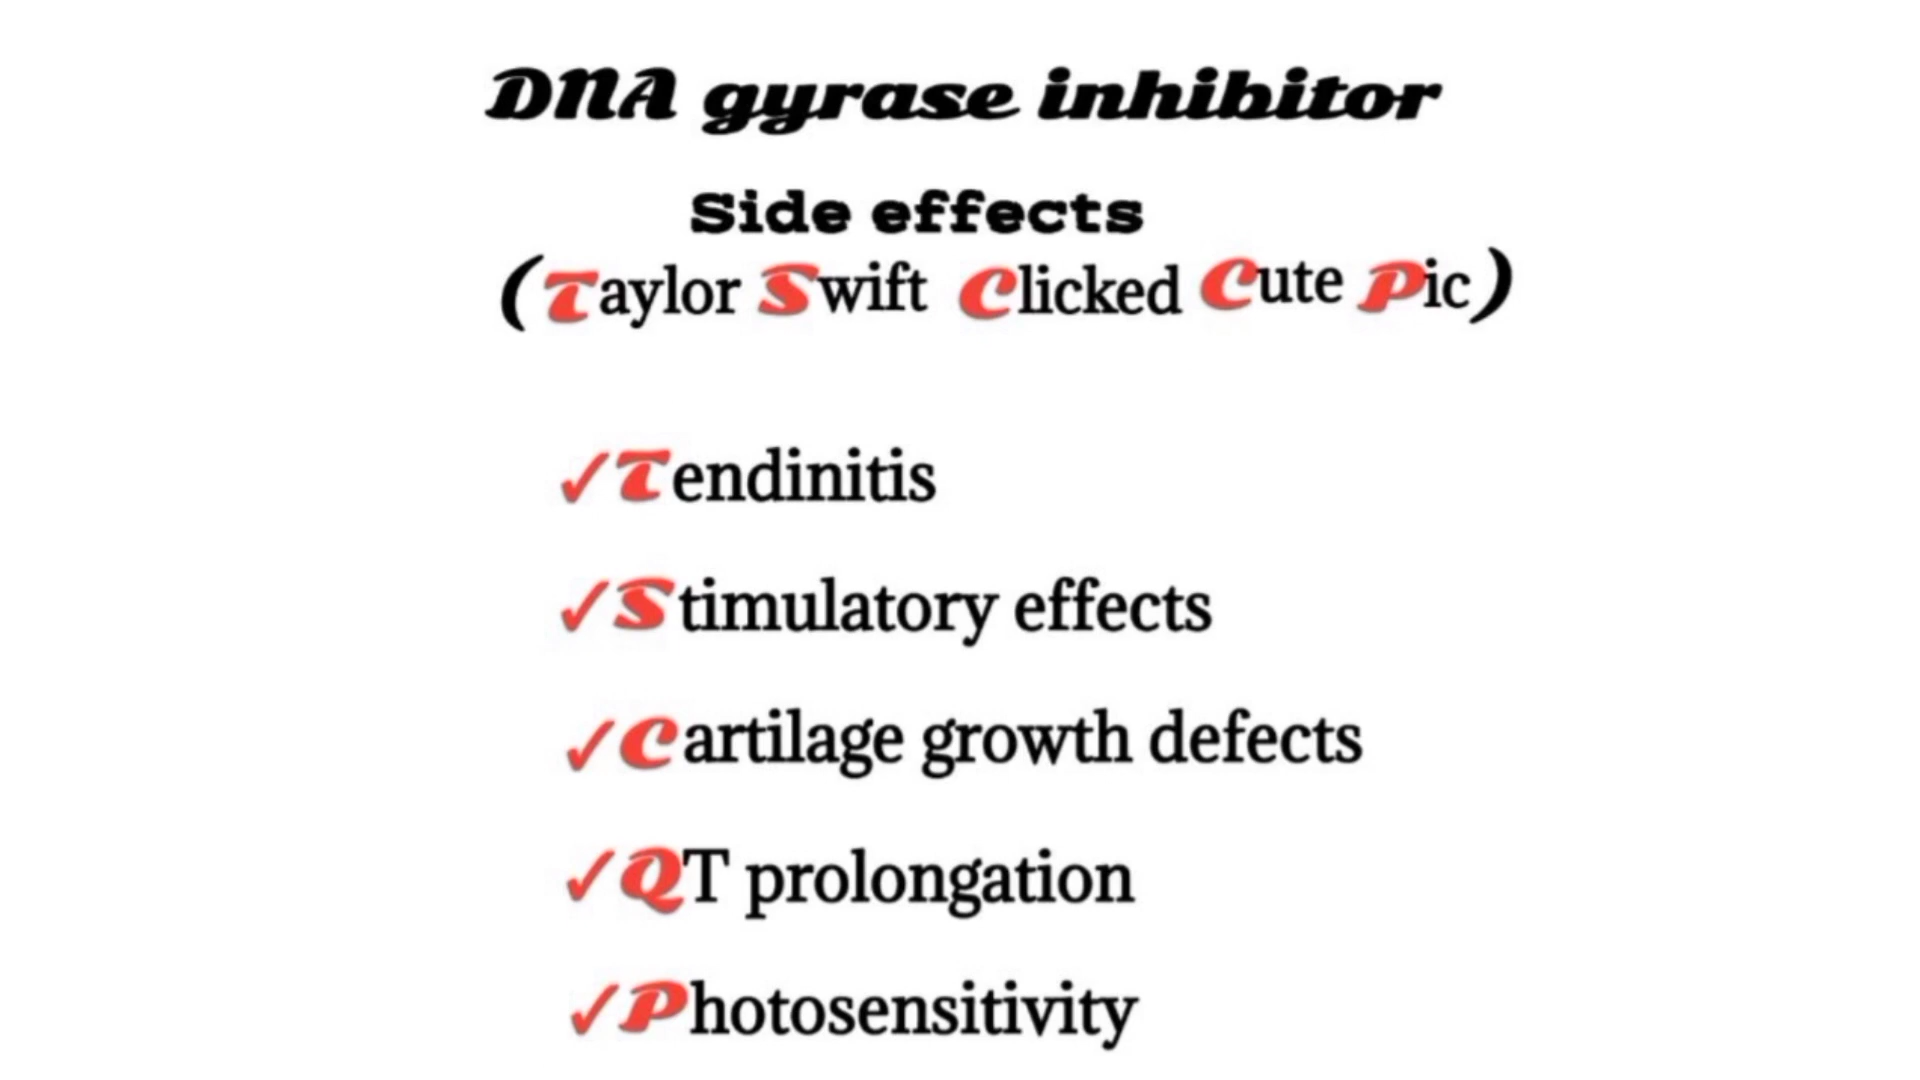 DNA gyrase inhibitor
Side effects
(Taylor Swift Clicked Cute Pic)
✓Tendinitis
✓Stimulatory effects
✓Cartilage growth defects
✓QT prolongation
✓Photosensitivity